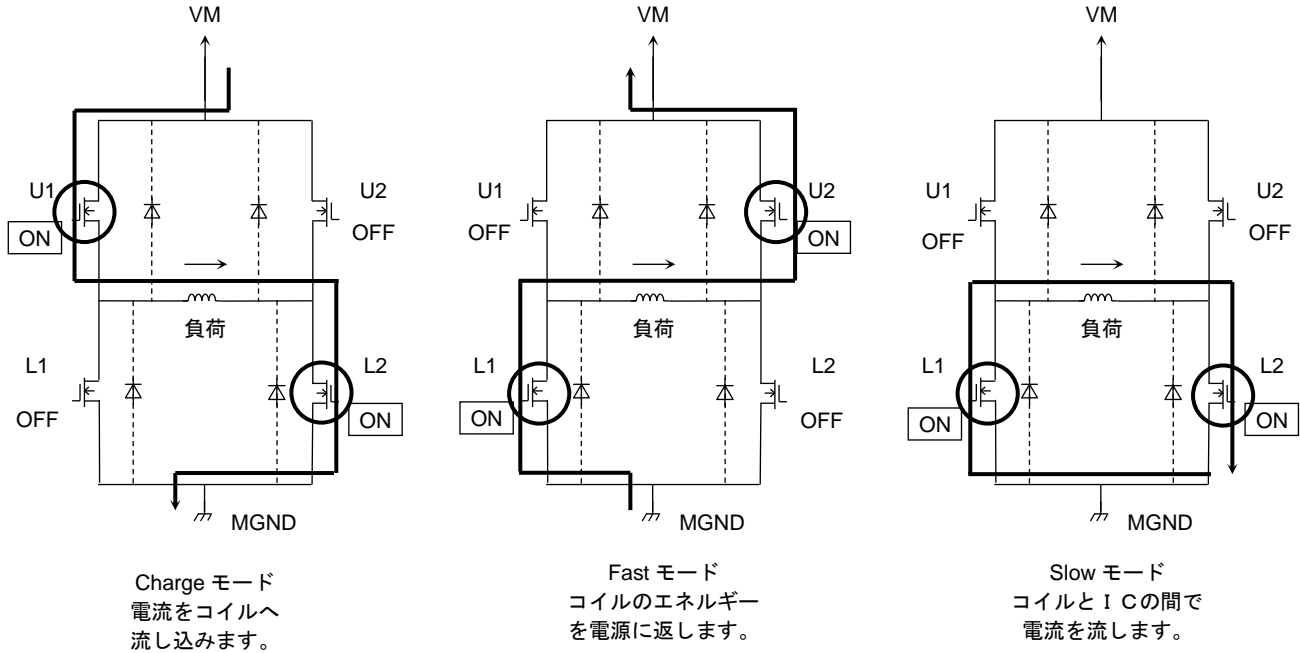 VM
U1
ON
U2
OFF
負荷
L1
OFF
L2
ON
MGND
Charge モード
電流をコイルへ
流し込みます。
VM
U1
OFF
U2
ON
負荷
L1
ON
L2
OFF
MGND
Fast モード
コイルのエネルギー
を電源に返します。
VM
U1
OFF
U2
OFF
負荷
L1
ON
L2
ON
MGND
Slow モード
コイルとＩＣの間で
電流を流します。